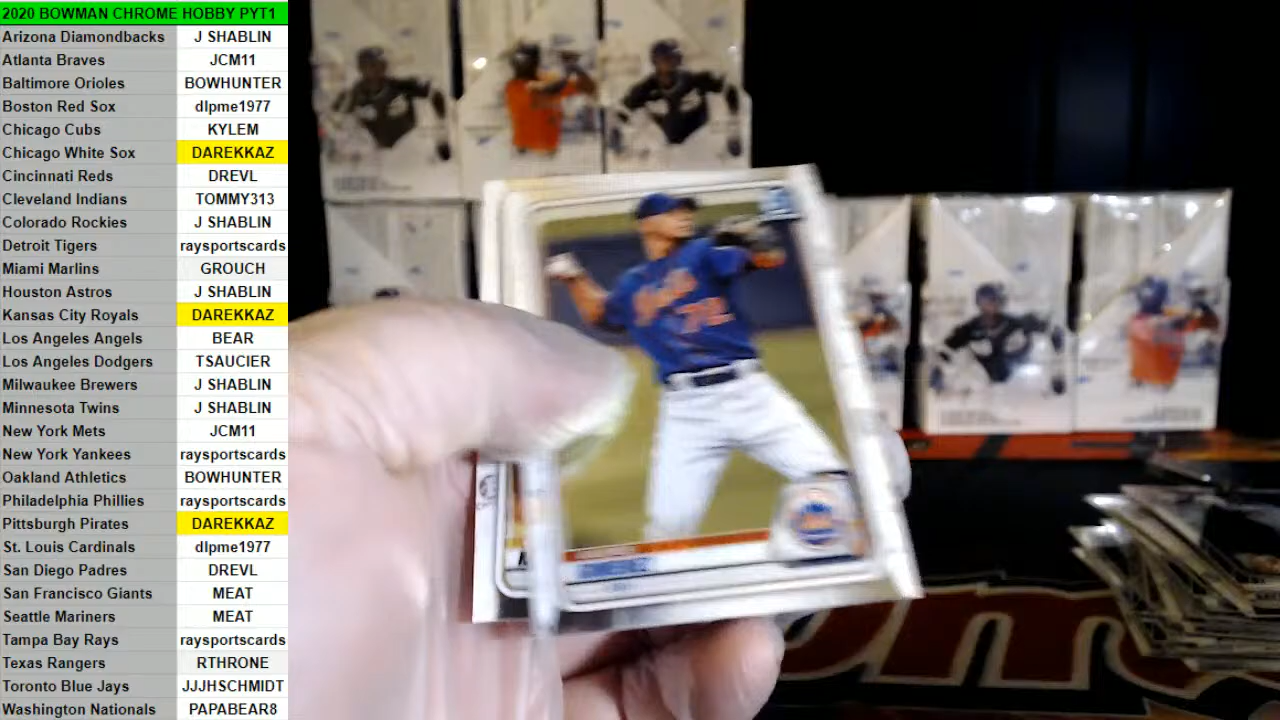 2020 BOWMAN CHROME HOBBY PYT1
Arizona Diamondbacks J SHABLIN
Atlanta Braves JCM11
Baltimore Orioles BOWHUNTER
Boston Red Sox dlpme1977
Chicago Cubs KYLEM
Chicago White Sox DAREKKAZ
Cincinnati Reds DREVL
Cleveland Indians TOMMY313
Colorado Rockies J SHABLIN
Detroit Tigers raysportscards
Miami Marlins GROUCH
Houston Astros J SHABLIN
Kansas City Royals DAREKKAZ
Los Angeles Angels BEAR
Los Angeles Dodgers TSAUCIER
Milwaukee Brewers J SHABLIN
Minnesota Twins J SHABLIN
New York Mets JCM11
New York Yankees raysportscards
Oakland Athletics BOWHUNTER
Philadelphia Phillies raysportscards
Pittsburgh Pirates DAREKKAZ
St. Louis Cardinals dlpme1977
San Diego Padres DREVL
San Francisco Giants MEAT
Seattle Mariners MEAT
Tampa Bay Rays raysportscards
Texas Rangers RTHRONE
Toronto Blue Jays JJJHSCHMIDT
Washington Nationals PAPABEAR8